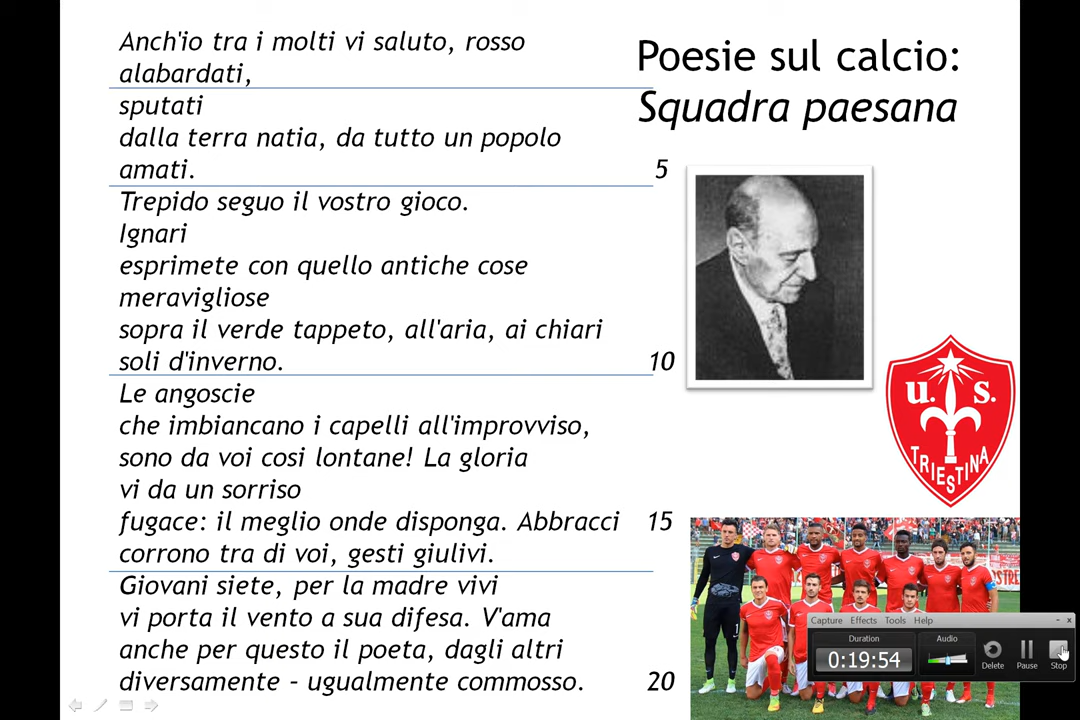 Anch'io tra i molti vi saluto, rosso
alabardati,
sputati
dalla terra natia, da tutto un popolo
amati. 5
Trepido seguo il vostro gioco.
Ignari
esprimete con quello antiche cose
meravigliose
sopra il verde tappeto, all'aria, ai chiari
soli d'inverno. 10
Le angoscie
che imbiancano i capelli all'improvviso,
sono da voi cosi lontane! La gloria
vi da un sorriso
fugace: il meglio onde disponga. Abbracci 15
corrono tra di voi, gesti giulivi.
Giovani siete, per la madre vivi
vi porta il vento a sua difesa. V'ama
anche per questo il poeta, dagli altri
diversamente – ugualmente commosso. 20
Poesie sul calcio:
Squadra paesana
U. S.
TRIESTINA
Capture Effects Tools Help
Duration
0:19:54
Audio
Delete Pause Stop